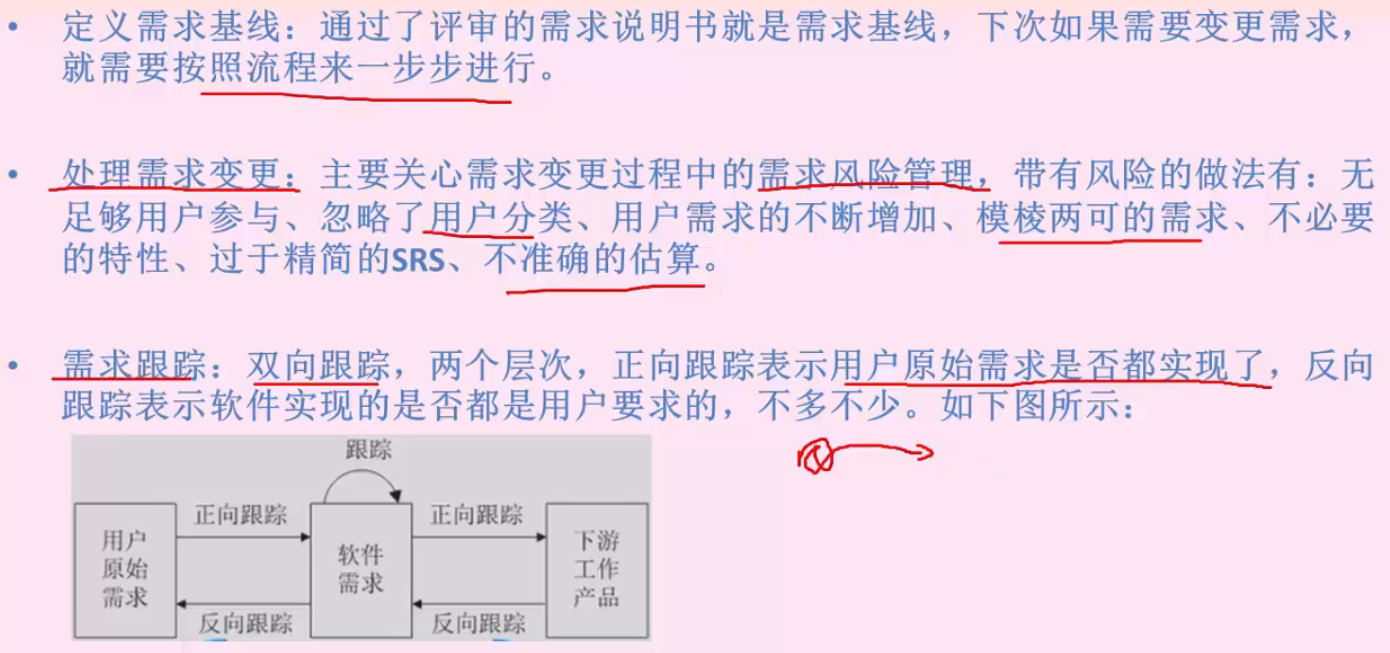 • 定义需求基线：通过了评审的需求说明书就是需求基线，下次如果需要变更需求，
就需要按照流程来一步步进行。
• 处理需求变更：主要关心需求变更过程中的需求风险管理，带有风险的做法有：无
足够用户参与、忽略了用户分类、用户需求的不断增加、模棱两可的需求、不必要
的特性、过于精简的SRS、不准确的估算。
• 需求跟踪：双向跟踪，两个层次，正向跟踪表示用户原始需求是否都实现了，反向
跟踪表示软件实现的是否都是用户要求的，不多不少。如下图所示：
跟踪
用户
原始
需求
正向跟踪
反向跟踪
软件
需求
正向跟踪
反向跟踪
下游
工作
产品